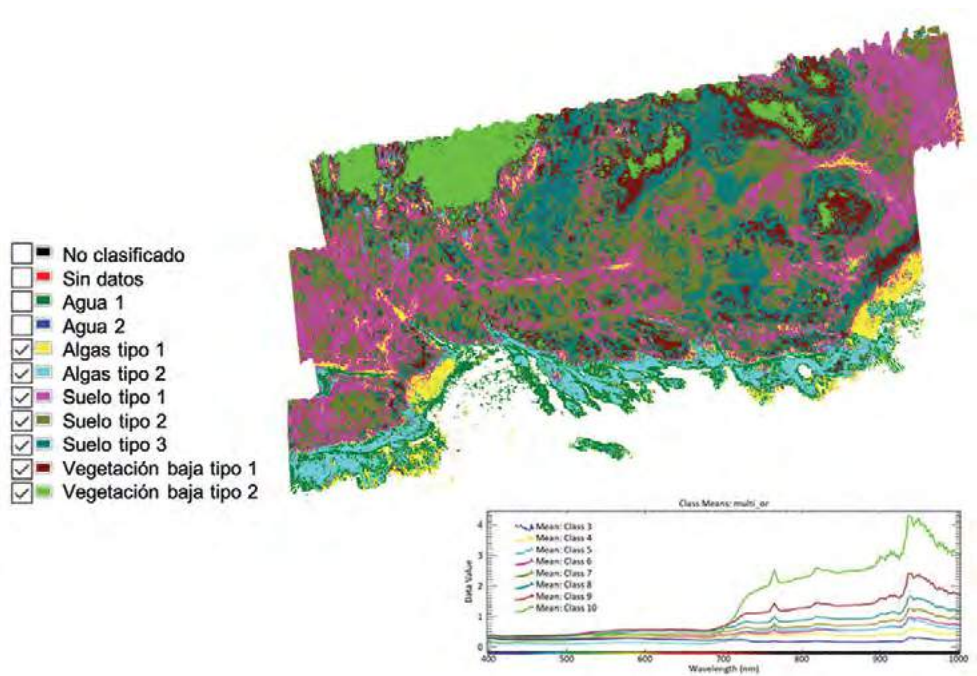 No clasificado
Sin datos
Agua 1
Agua 2
Algas tipo 1
Algas tipo 2
Suelo tipo 1
Suelo tipo 2
Suelo tipo 3
Vegetación baja tipo 1
Vegetación baja tipo 2
Class Means: multi_or
Mean: Class 3
Mean: Class 4
Mean: Class 5
Mean: Class 6
Mean: Class 7
Mean: Class 8
Mean: Class 9
Mean: Class 10
Data Value
4
3
2
1
0
400 500 600 700 800 900 1000
Wavelength (nm)